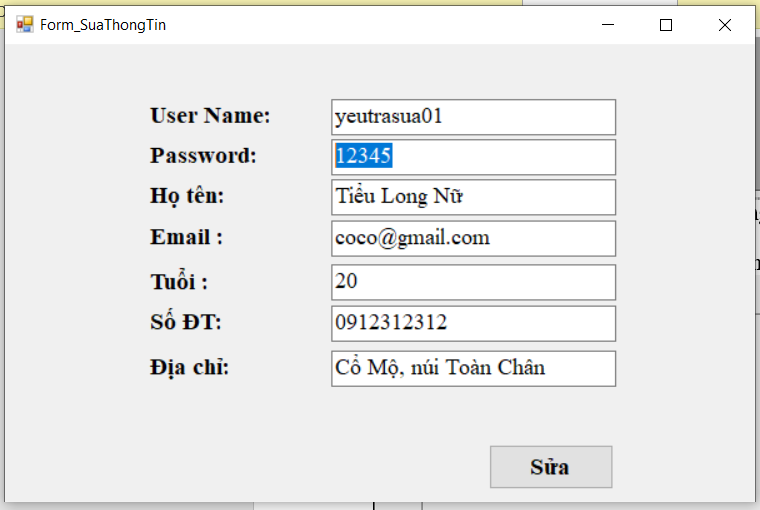 Form_SuaThongTin
User Name: yeutrasua01
Password: 12345
Họ tên: Tiểu Long Nữ
Email : coco@gmail.com
Tuổi : 20
Số ĐT: 0912312312
Địa chỉ: Cổ Mộ, núi Toàn Chân
Sửa